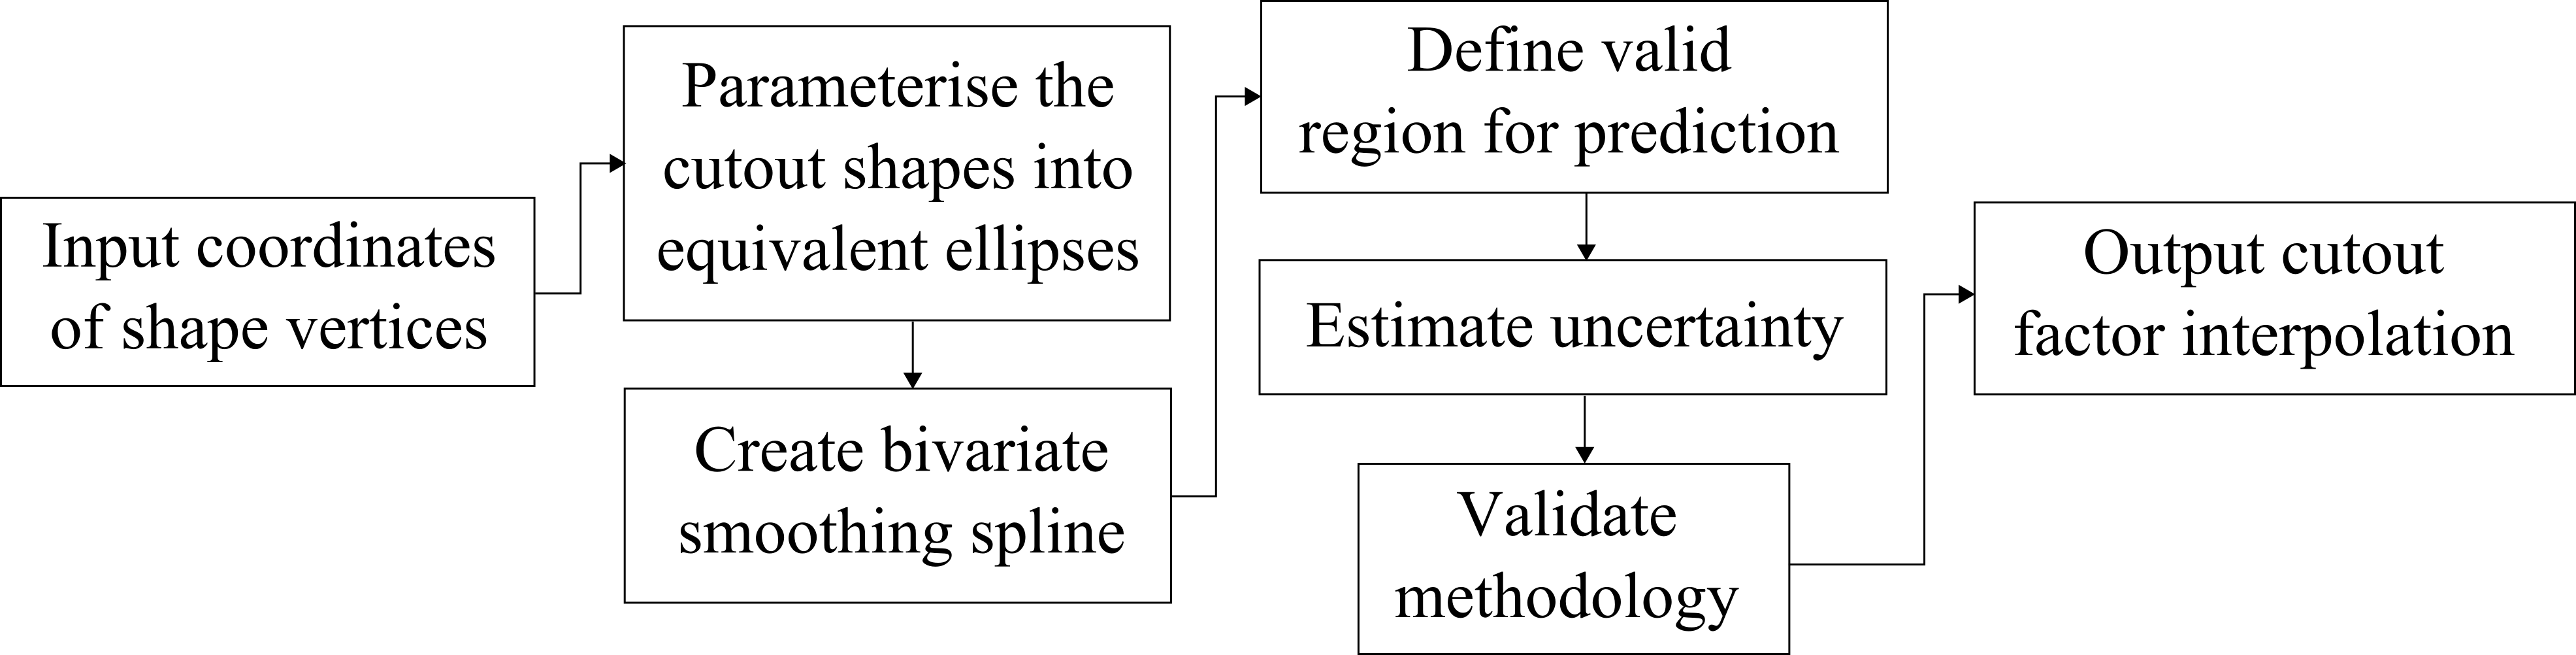 Input coordinates
of shape vertices
Parameterise the
cutout shapes into
equivalent ellipses
Create bivariate
smoothing spline
Define valid
region for prediction
Estimate uncertainty
Validate
methodology
Output cutout
factor interpolation